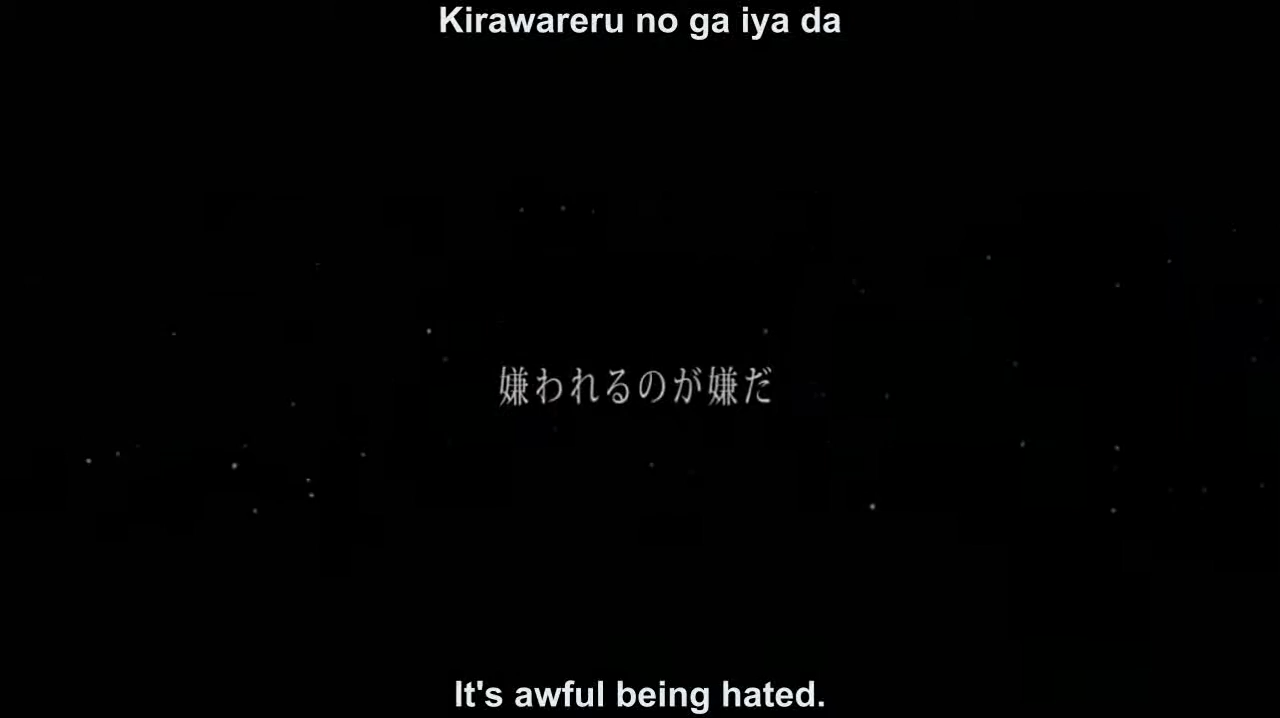 Kirawareru no ga iya da
嫌われるのが嫌だ
It's awful being hated.